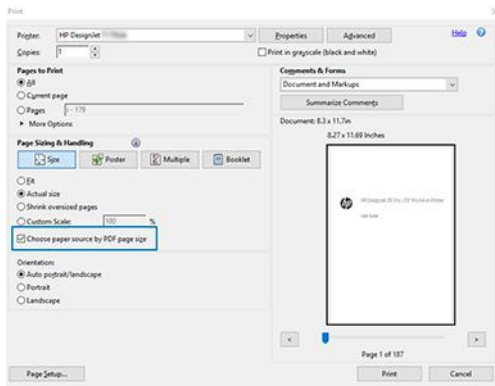 Print
Printer: HP DesignJet Properties Advanced Help
Copies: 1 Print in grayscale (black and white)
Pages to Print
All
Current page
Pages - 179
More Options
Page Sizing & Handling
Size Poster Multiple Booklet
Fit
Actual size
Shrink oversized pages
Custom Scale: 100 %
Choose paper source by PDF page size
Orientation:
Auto portrait/landscape
Portrait
Landscape
Comments & Forms
Document and Markups
Summarize Comments
Document: 8.3 x 11.7in
8.27 x 11.69 Inches
hp
User Guide
< >
Page 1 of 187
Page Setup... Print Cancel